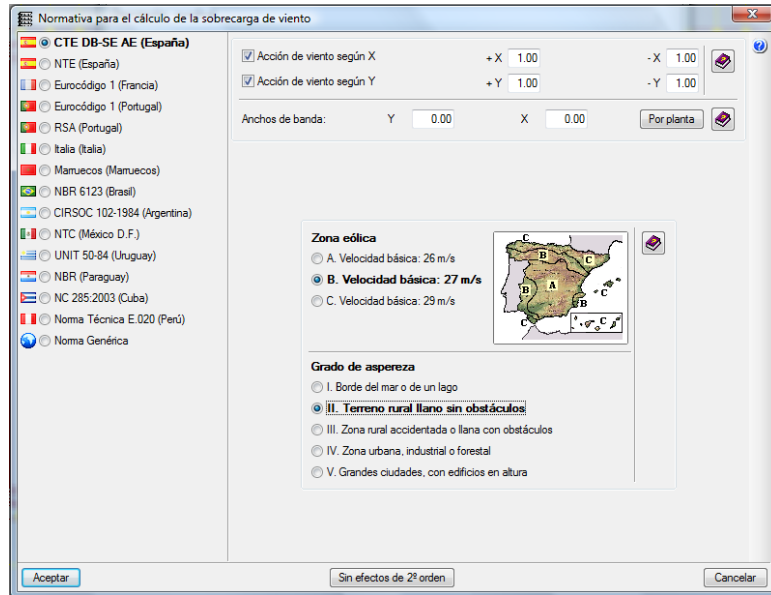 Normativa para el cálculo de la sobrecarga de viento
CTE DB-SE AE (España)
NTE (España)
Eurocódigo 1 (Francia)
Eurocódigo 1 (Portugal)
RSA (Portugal)
Italia (Italia)
Marruecos (Marruecos)
NBR 6123 (Brasil)
CIRSOC 102-1984 (Argentina)
NTC (México D.F.)
UNIT 50-84 (Uruguay)
NBR (Paraguay)
NC 285:2003 (Cuba)
Norma Técnica E.020 (Perú)
Norma Genérica
Acción de viento según X +X 1.00 -X 1.00
Acción de viento según Y +Y 1.00 -Y 1.00
Anchos de banda: Y 0.00 X 0.00 Por planta
Zona eólica
A. Velocidad básica: 26 m/s
B. Velocidad básica: 27 m/s
C. Velocidad básica: 29 m/s
C
B
C
B
A
C
B
C
C
Grado de aspereza
I. Borde del mar o de un lago
II. Terreno rural llano sin obstáculos
III. Zona rural accidentada o llana con obstáculos
IV. Zona urbana, industrial o forestal
V. Grandes ciudades, con edificios en altura
Aceptar Sin efectos de 2º orden Cancelar